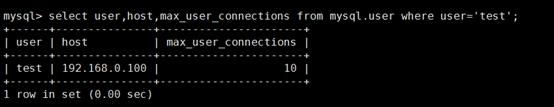 mysql> select user,host,max_user_connections from mysql.user where user='test';
+------+---------------+----------------------+
| user | host          | max_user_connections |
+------+---------------+----------------------+
| test | 192.168.0.100 |                   10 |
+------+---------------+----------------------+
1 row in set (0.00 sec)